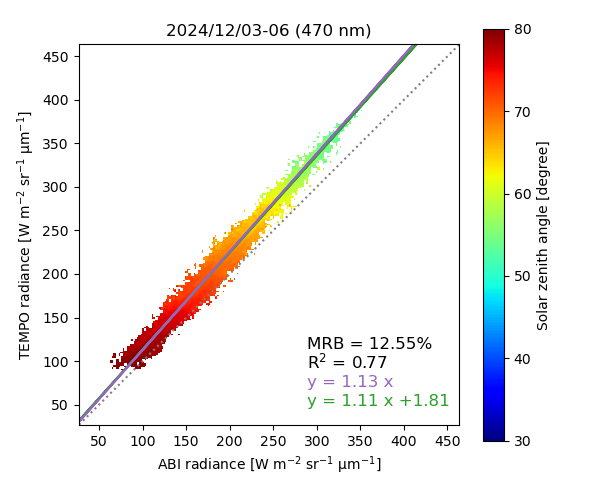 2024/12/03-06 (470 nm)
450
400
350
300
250
200
150
100
50
TEMPO radiance [W m⁻² sr⁻¹ μm⁻¹]
50 100 150 200 250 300 350 400 450
ABI radiance [W m⁻² sr⁻¹ μm⁻¹]
MRB = 12.55%
R² = 0.77
y = 1.13 x
y = 1.11 x +1.81
80
70
60
50
40
30
Solar zenith angle [degree]